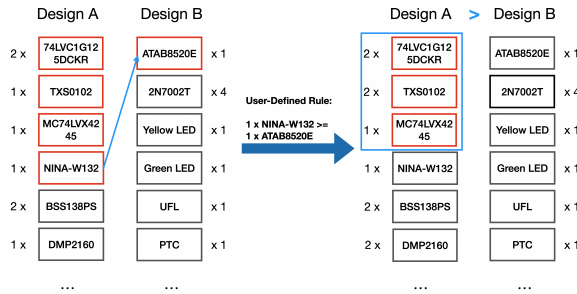 Design A Design B
2 x 74LVC1G12 ATAB8520E x 1
5DCKR
1 x TXS0102 2N7002T x 4
1 x MC74LVX42 Yellow LED x 1
45
1 x NINA-W132 Green LED x 1
2 x BSS138PS UFL x 1
1 x DMP2160 PTC x 1
... ...
User-Defined Rule:
1 x NINA-W132 >=
1 x ATAB8520E
Design A > Design B
2 x 74LVC1G12 ATAB8520E x 1
5DCKR
2 x TXS0102 2N7002T x 4
1 x MC74LVX42 Yellow LED x 1
45
1 x NINA-W132 Green LED x 1
2 x BSS138PS UFL x 1
2 x DMP2160 PTC x 1
... ...